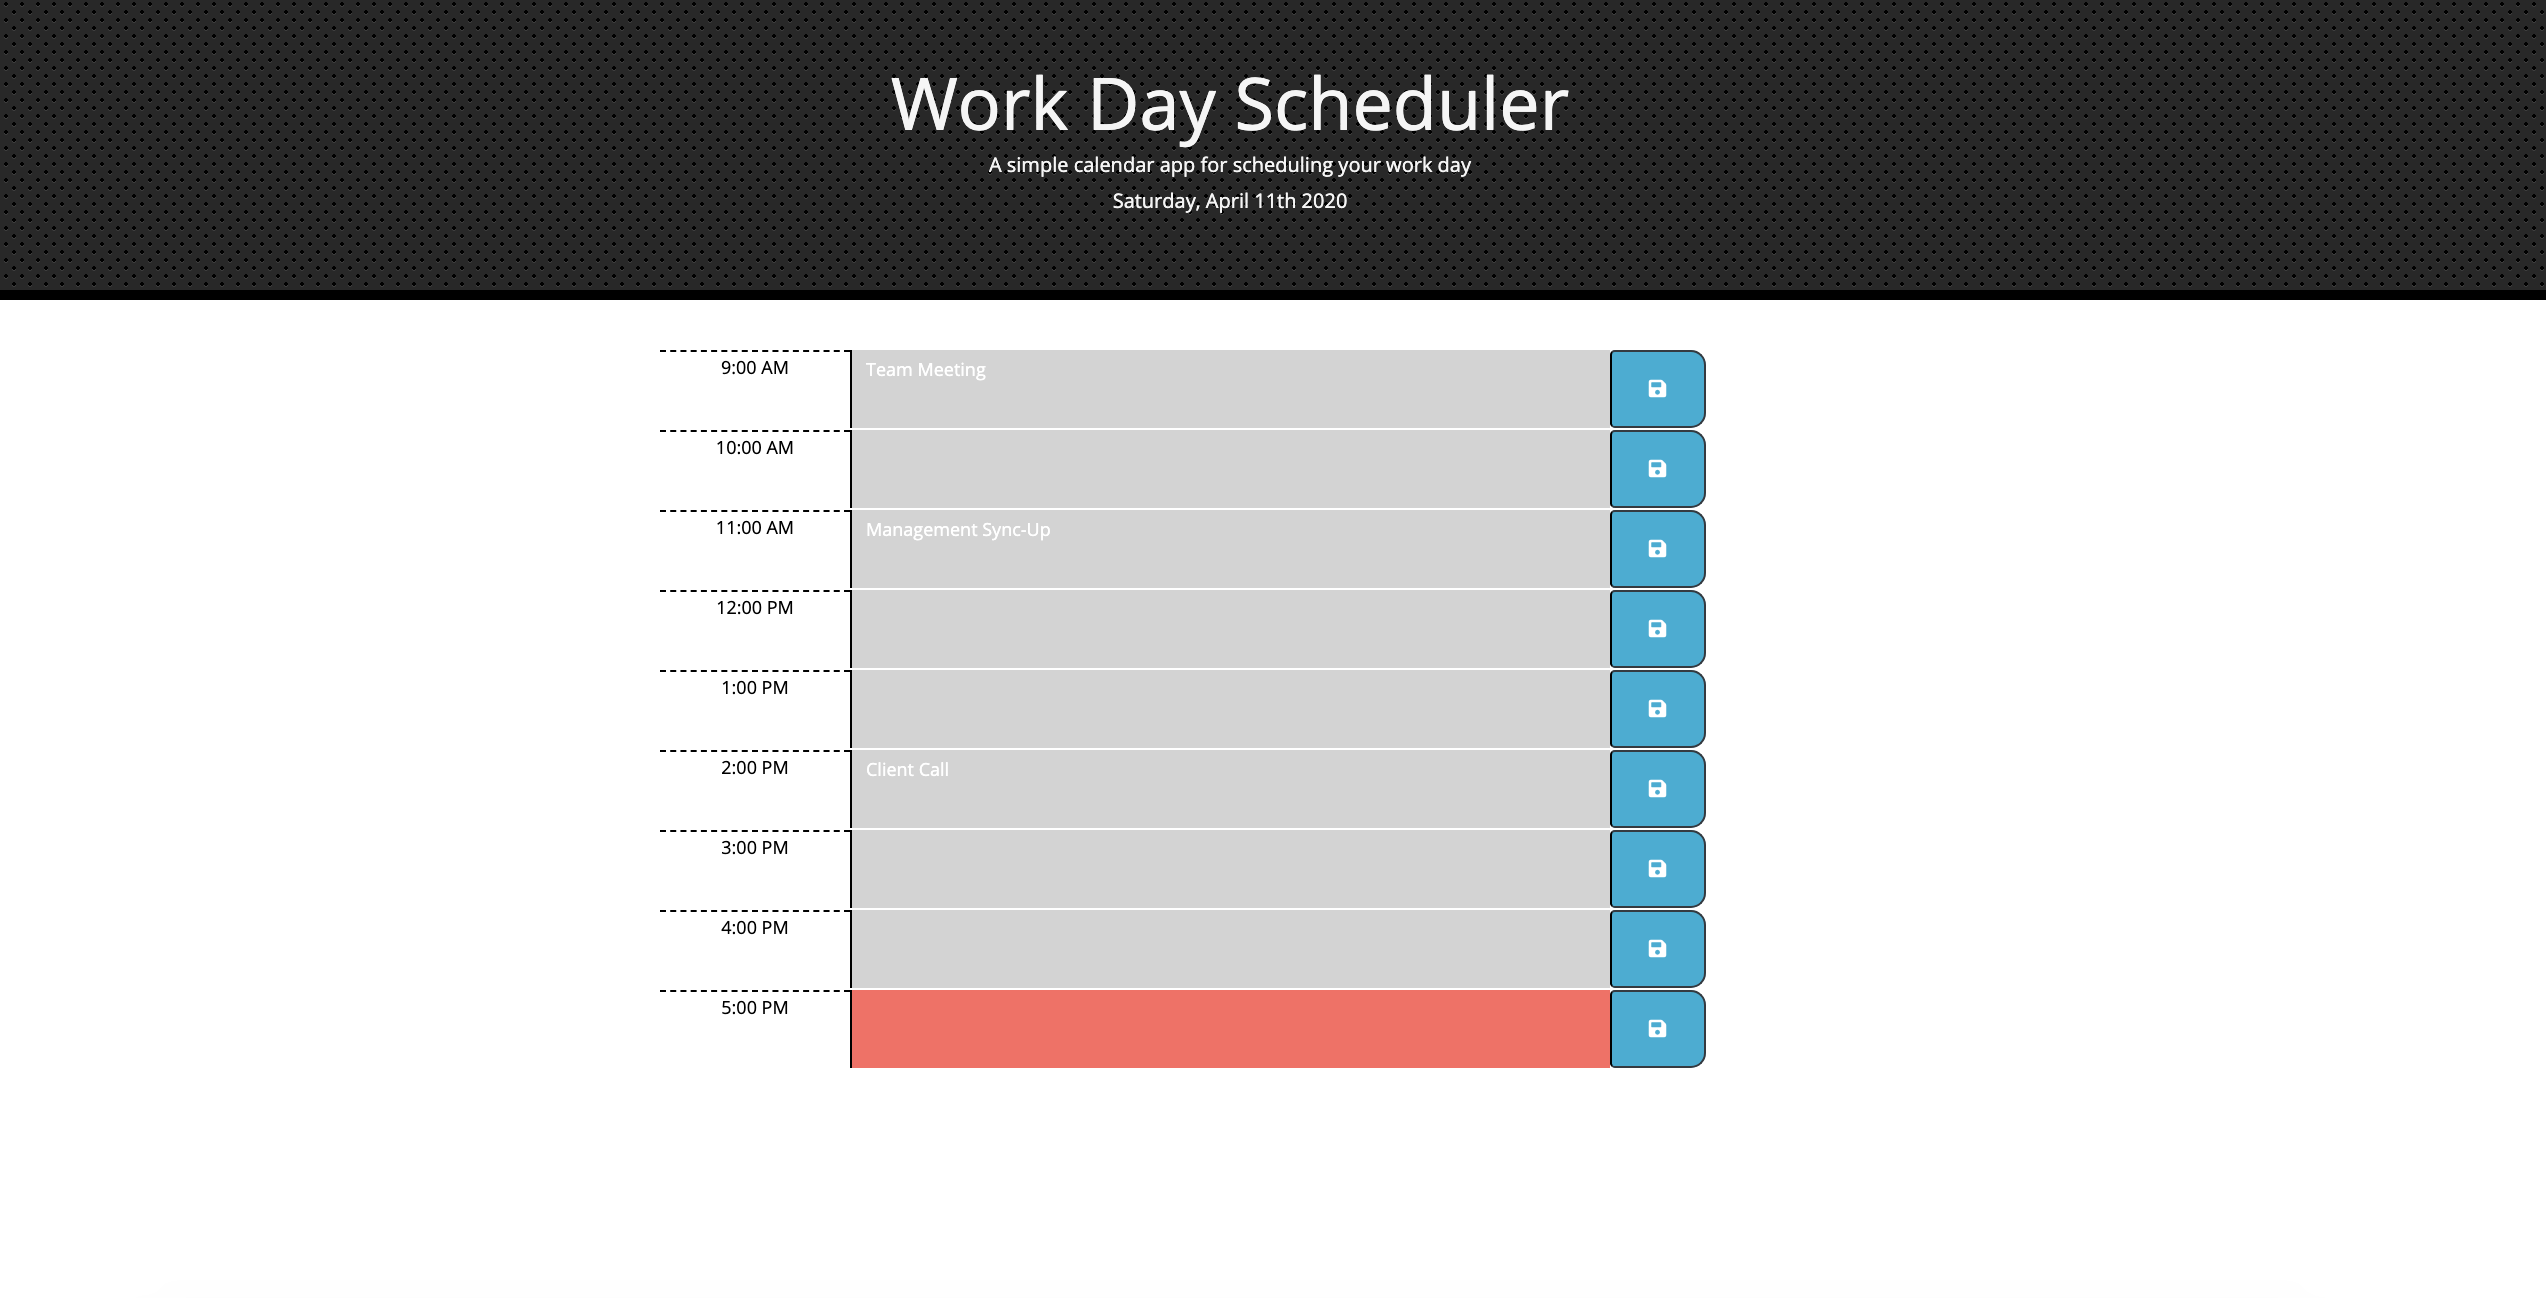 Work Day Scheduler
A simple calendar app for scheduling your work day
Saturday, April 11th 2020
9:00 AM Team Meeting
10:00 AM
11:00 AM Management Sync-Up
12:00 PM
1:00 PM
2:00 PM Client Call
3:00 PM
4:00 PM
5:00 PM